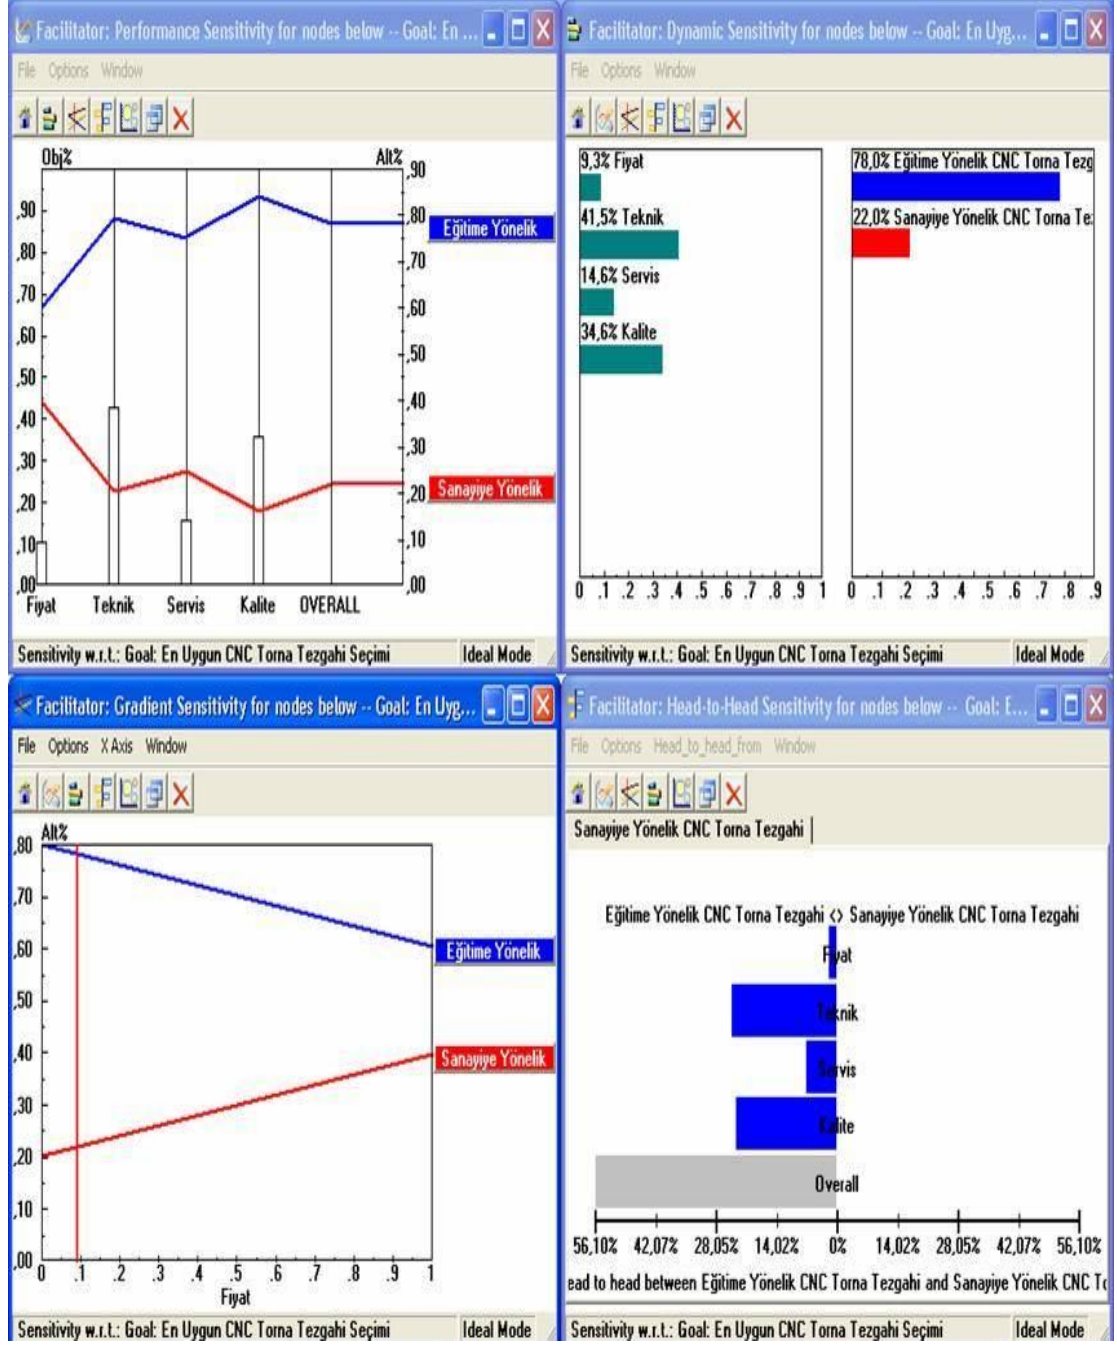 Facilitator: Performance Sensitivity for nodes below -- Goal: En ...
File Options Window
Obj% Alt%
,90
,80
,70
,60
,50
,40
,30
,20
,10
,00
,90
,80
,70
,60
,50
,40
,30
,20
,10
,00
Eğitime Yönelik
Sanayiye Yönelik
Fiyat Teknik Servis Kalite OVERALL
Sensitivity w.r.t.: Goal: En Uygun CNC Torna Tezgahi Seçimi Ideal Mode
Facilitator: Dynamic Sensitivity for nodes below -- Goal: En Uyg...
File Options Window
9,3% Fiyat
41,5% Teknik
14,6% Servis
34,6% Kalite
78,0% Eğitime Yönelik CNC Torna Tezg
22,0% Sanayiye Yönelik CNC Torna Te
0 .1 .2 .3 .4 .5 .6 .7 .8 .9 1
0 .1 .2 .3 .4 .5 .6 .7 .8 .9
Sensitivity w.r.t.: Goal: En Uygun CNC Torna Tezgahi Seçimi Ideal Mode
Facilitator: Gradient Sensitivity for nodes below -- Goal: En Uyg...
File Options X Axis Window
Alt%
,80
,70
,60
,50
,40
,30
,20
,10
,00
Eğitime Yönelik
Sanayiye Yönelik
0 .1 .2 .3 .4 .5 .6 .7 .8 .9 1
Fiyat
Sensitivity w.r.t.: Goal: En Uygun CNC Torna Tezgahi Seçimi Ideal Mode
Facilitator: Head-to-Head Sensitivity for nodes below -- Goal: E...
File Options Head_to_head_from Window
Sanayiye Yönelik CNC Torna Tezgahi
Eğitime Yönelik CNC Torna Tezgahi <> Sanayiye Yönelik CNC Torna Tezgahi
Fiyat
Teknik
Servis
Kalite
Overall
56,10% 42,07% 28,05% 14,02% 0% 14,02% 28,05% 42,07% 56,10%
ead to head between Eğitime Yönelik CNC Torna Tezgahi and Sanayiye Yönelik CNC To
Sensitivity w.r.t.: Goal: En Uygun CNC Torna Tezgahi Seçimi Ideal Mode